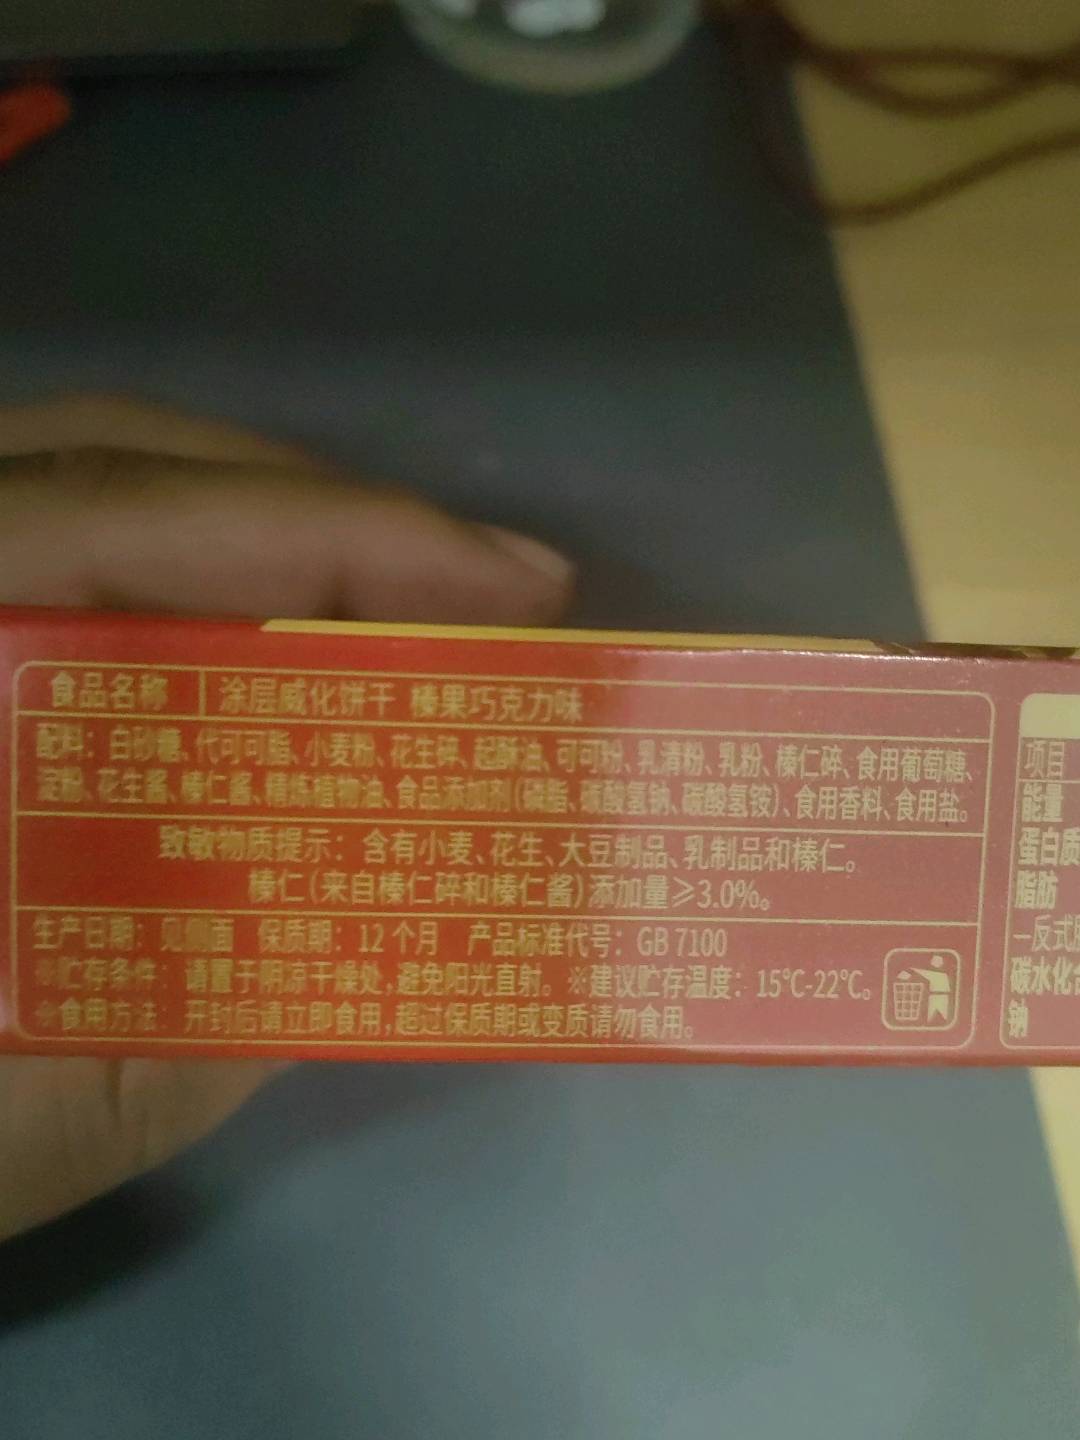 食品名称 涂层威化饼干 榛果巧克力味
配料：白砂糖、代可可脂、小麦粉、花生碎、起酥油、可可粉、乳清粉、乳粉、榛仁碎、食用葡萄糖、
淀粉、花生酱、榛仁酱、精炼植物油、食品添加剂(磷脂、碳酸氢钠、碳酸氢铵)、食用香料、食用盐。
致敏物质提示：含有小麦、花生、大豆制品、乳制品和榛仁。
榛仁(来自榛仁碎和榛仁酱)添加量≥3.0%。
生产日期：见侧面 保质期：12个月 产品标准代号：GB 7100
※贮存条件：请置于阴凉干燥处,避免阳光直射。※建议贮存温度：15℃-22℃。
※食用方法：开封后请立即食用,超过保质期或变质请勿食用。
项目
能量
蛋白质
脂肪
—反式
碳水化合
钠